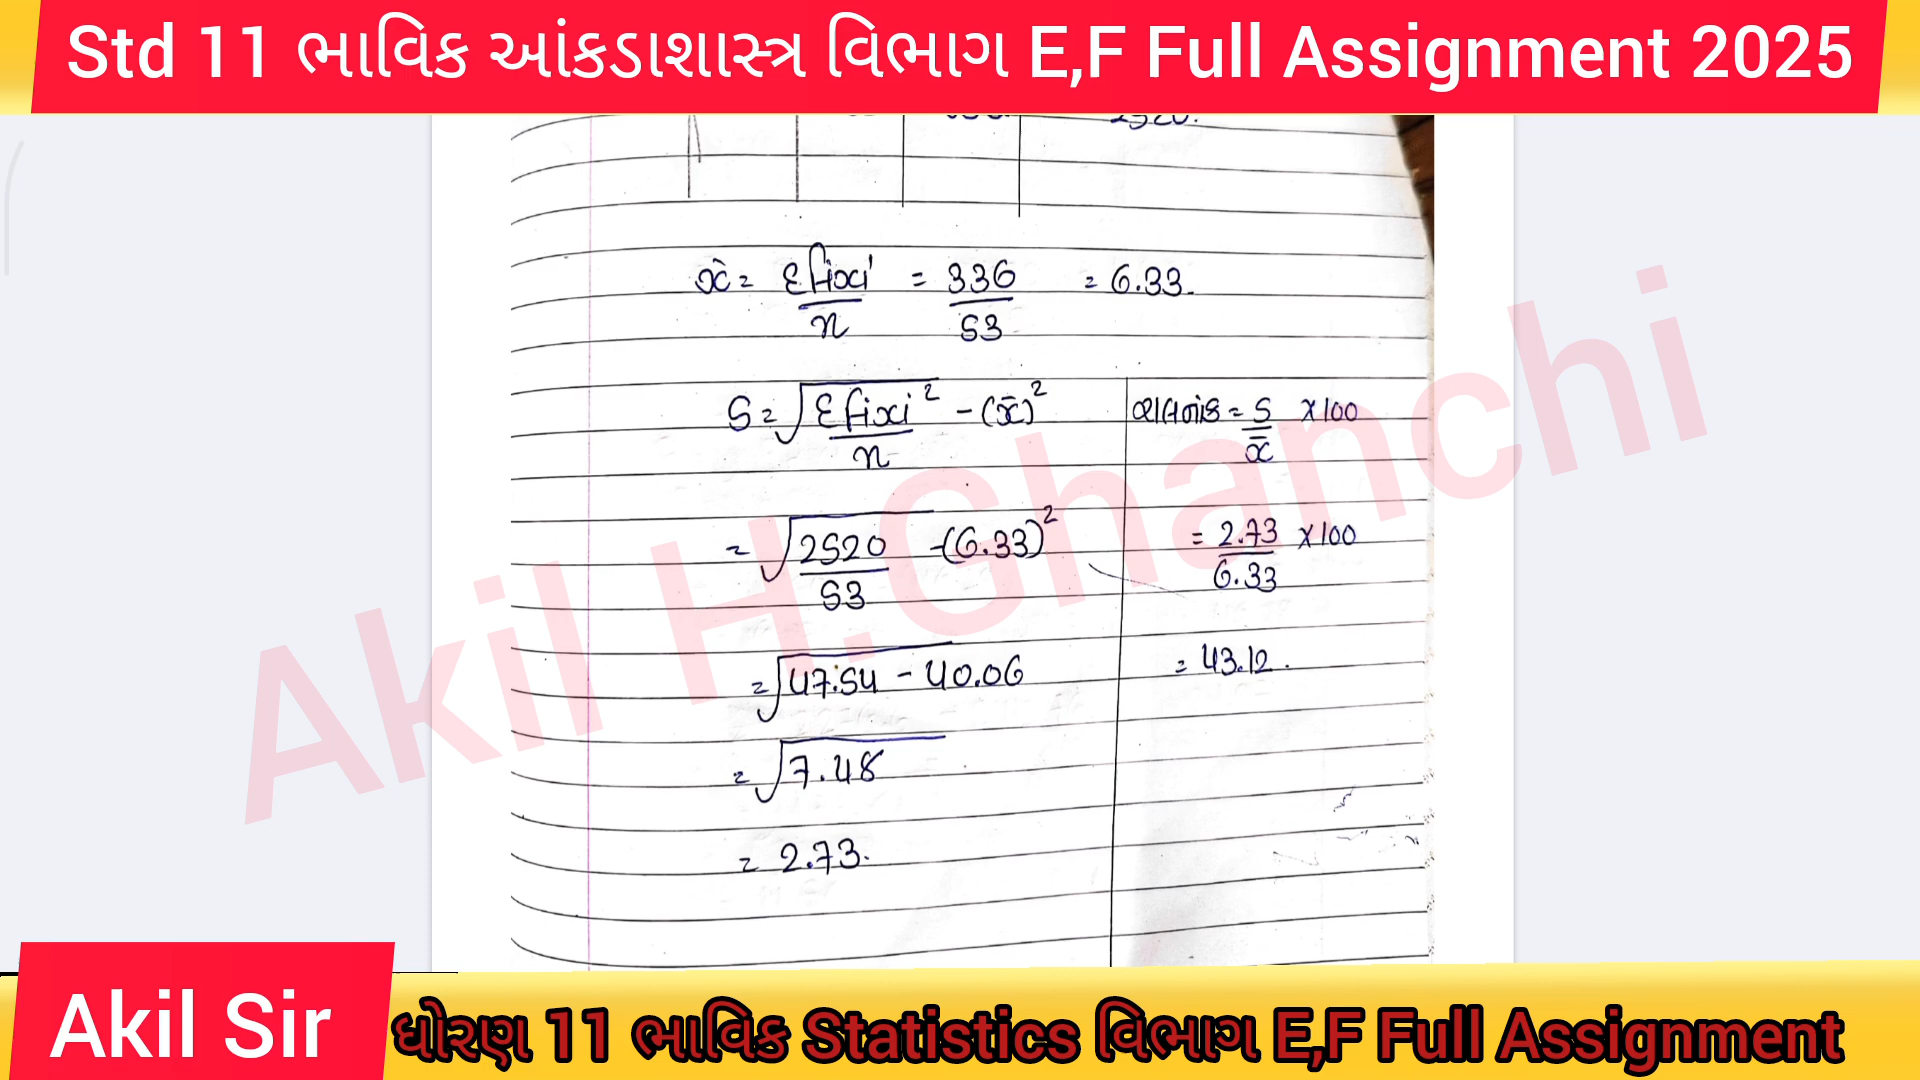 Std 11 ભાવિક આંકડાશાસ્ત્ર વિભાગ E,F Full Assignment 2025
2520.
x̄ = Σfixi / n = 336 / 53 = 6.33.
S = √ Σfixi² / n - (x̄)²
ચલનાંક = S / x̄ × 100
= √ 2520 / 53 - (6.33)²
= 2.73 / 6.33 × 100
= √ 47.54 - 40.06
= 43.12.
= √ 7.48
= 2.73.
Akil H.Ghanchi
Akil Sir
ધોરણ 11 ભાવિક Statistics વિભાગ E,F Full Assignment